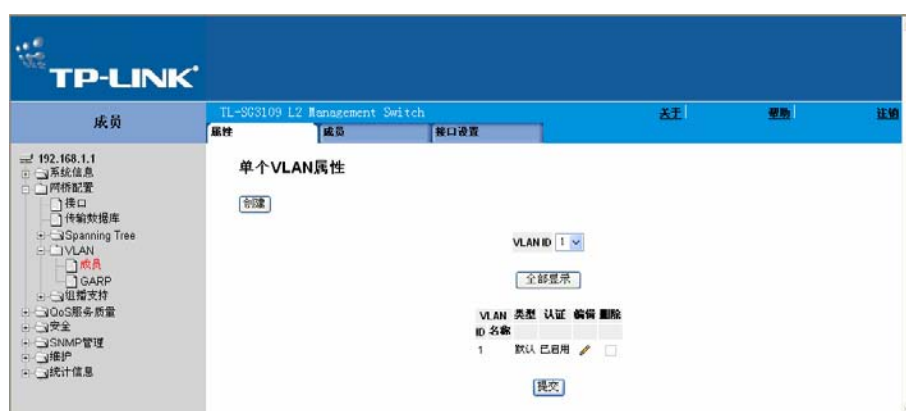 TP-LINK
成员
TL-SG3109 L2 Management Switch
关于
帮助
注销
属性
成员
接口设置
192.168.1.1
系统信息
网桥配置
接口
传输数据库
Spanning Tree
VLAN
成员
GARP
组播支持
QoS服务质量
安全
SNMP管理
维护
统计信息
单个VLAN属性
创建
VLAN ID 1
全部显示
VLAN 类型 认证 编辑 删除
ID 名称
1 默认 已启用
提交